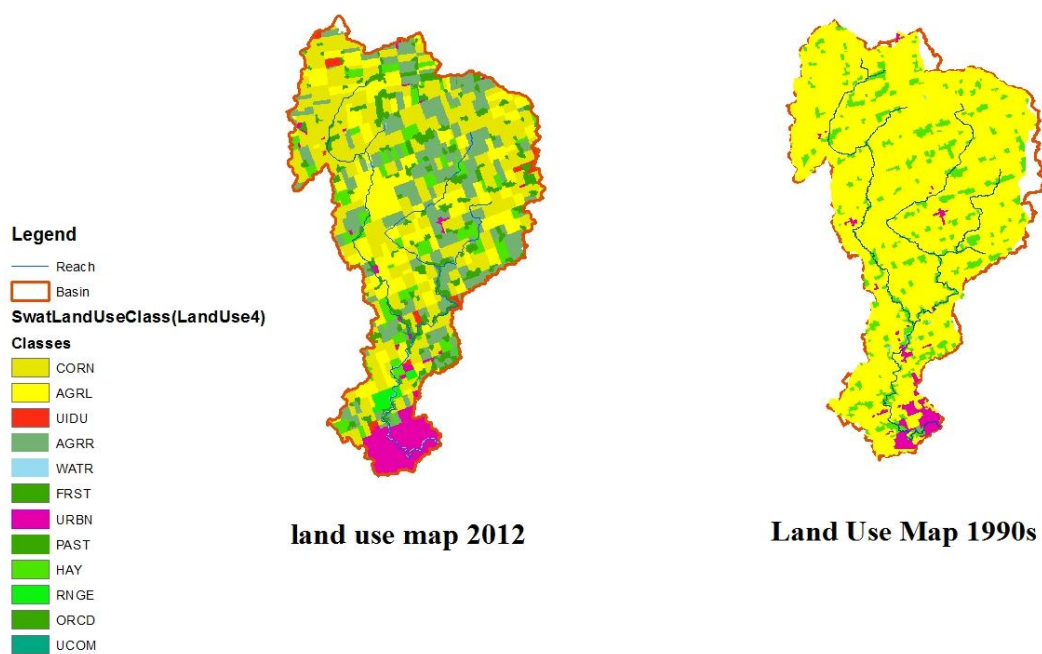 Legend
Reach
Basin
SwatLandUseClass(LandUse4)
Classes
CORN
AGRL
UIDU
AGRR
WATR
FRST
URBN
PAST
HAY
RNGE
ORCD
UCOM
land use map 2012
Land Use Map 1990s